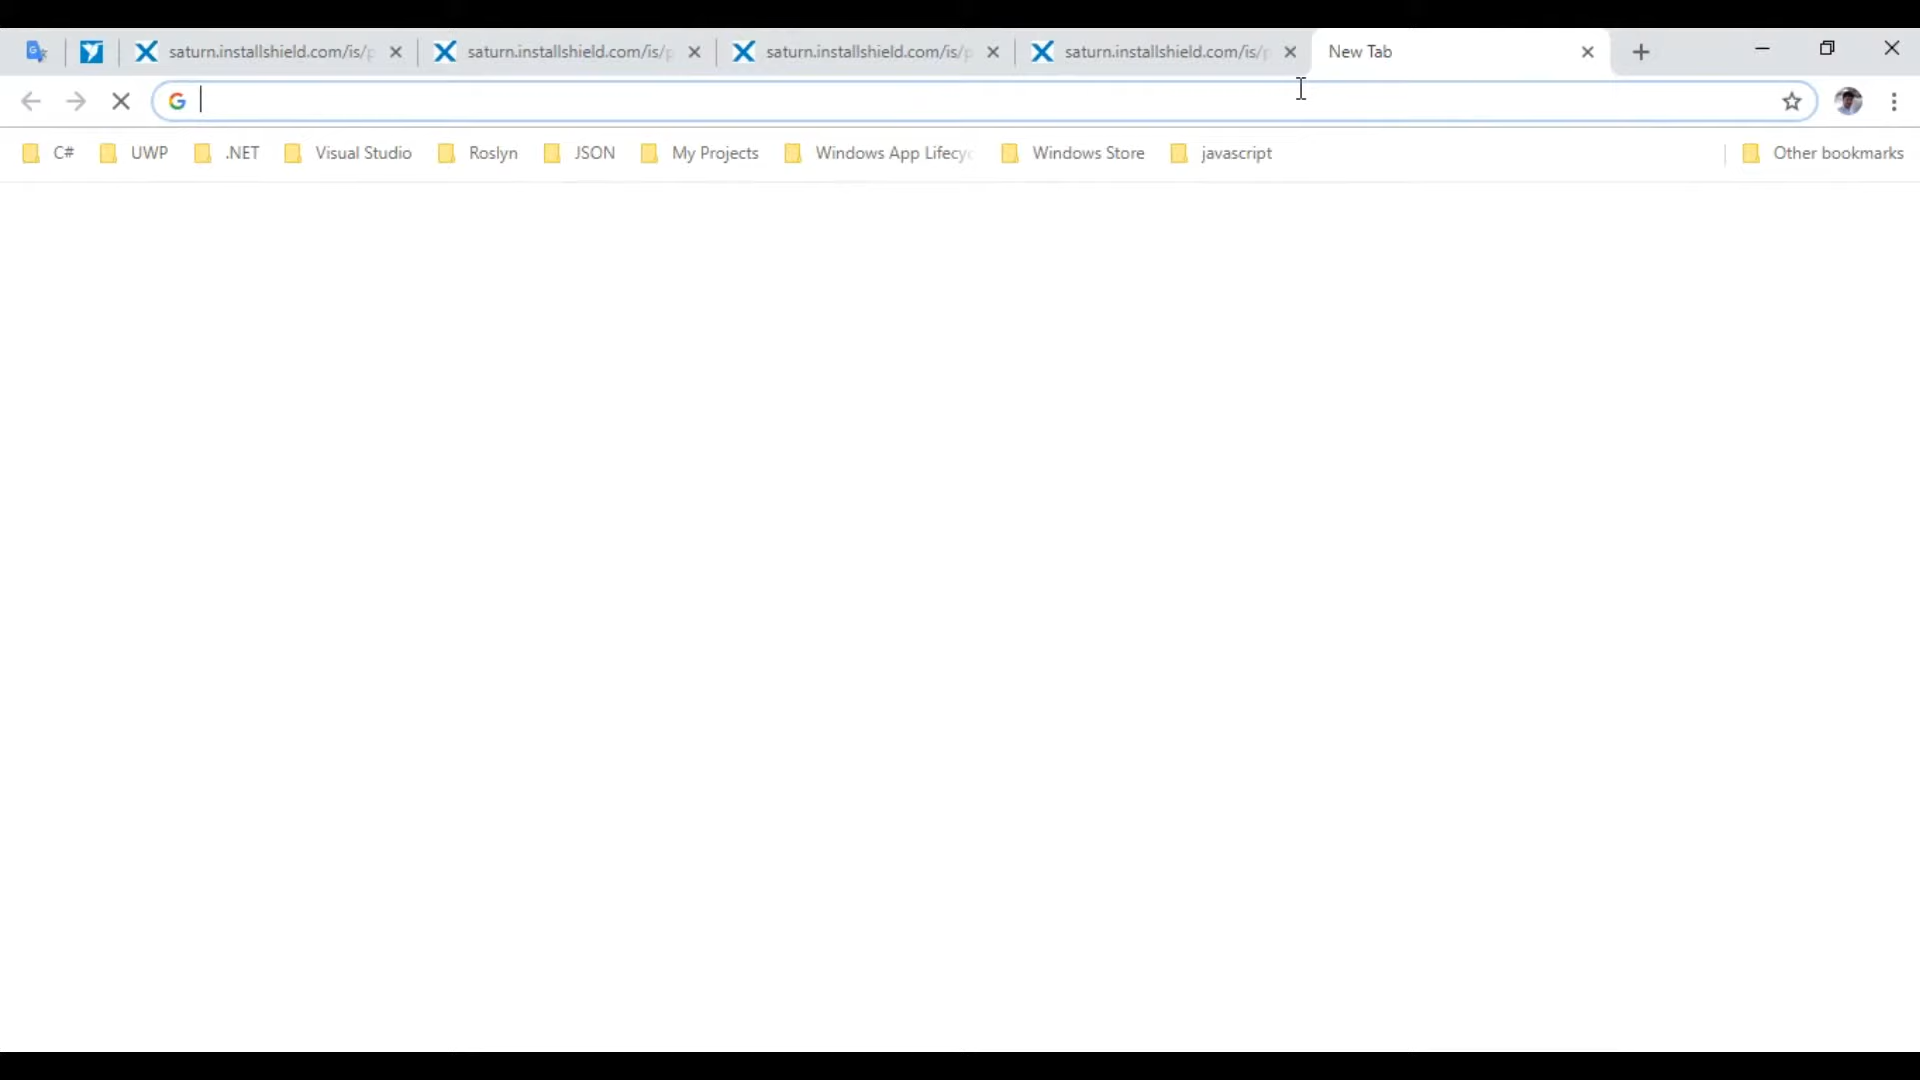 saturn.installshield.com/is/p saturn.installshield.com/is/p saturn.installshield.com/is/p saturn.installshield.com/is/p New Tab
C# UWP .NET Visual Studio Roslyn JSON My Projects Windows App Lifecyc Windows Store javascript Other bookmarks